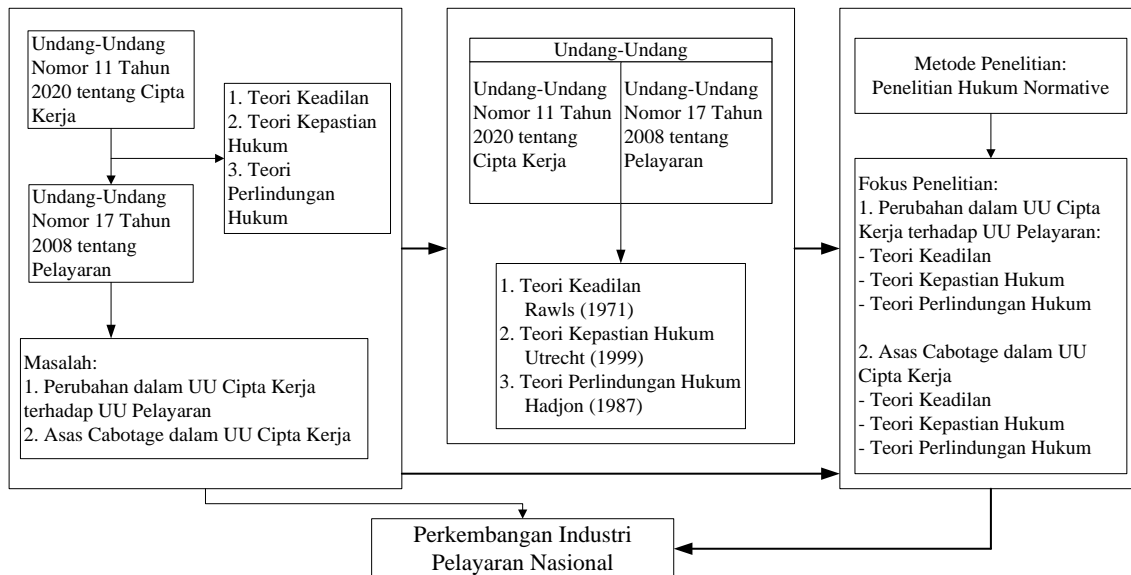 Undang-Undang
Nomor 11 Tahun
2020 tentang Cipta
Kerja
1. Teori Keadilan
2. Teori Kepastian
Hukum
3. Teori
Perlindungan
Hukum
Undang-Undang
Nomor 17 Tahun
2008 tentang
Pelayaran
Masalah:
1. Perubahan dalam UU Cipta Kerja
terhadap UU Pelayaran
2. Asas Cabotage dalam UU Cipta Kerja
Undang-Undang
Undang-Undang
Nomor 11 Tahun
2020 tentang
Cipta Kerja
Undang-Undang
Nomor 17 Tahun
2008 tentang
Pelayaran
1. Teori Keadilan
Rawls (1971)
2. Teori Kepastian Hukum
Utrecht (1999)
3. Teori Perlindungan Hukum
Hadjon (1987)
Metode Penelitian:
Penelitian Hukum Normative
Fokus Penelitian:
1. Perubahan dalam UU Cipta
Kerja terhadap UU Pelayaran:
- Teori Keadilan
- Teori Kepastian Hukum
- Teori Perlindungan Hukum
2. Asas Cabotage dalam UU
Cipta Kerja
- Teori Keadilan
- Teori Kepastian Hukum
- Teori Perlindungan Hukum
Perkembangan Industri
Pelayaran Nasional